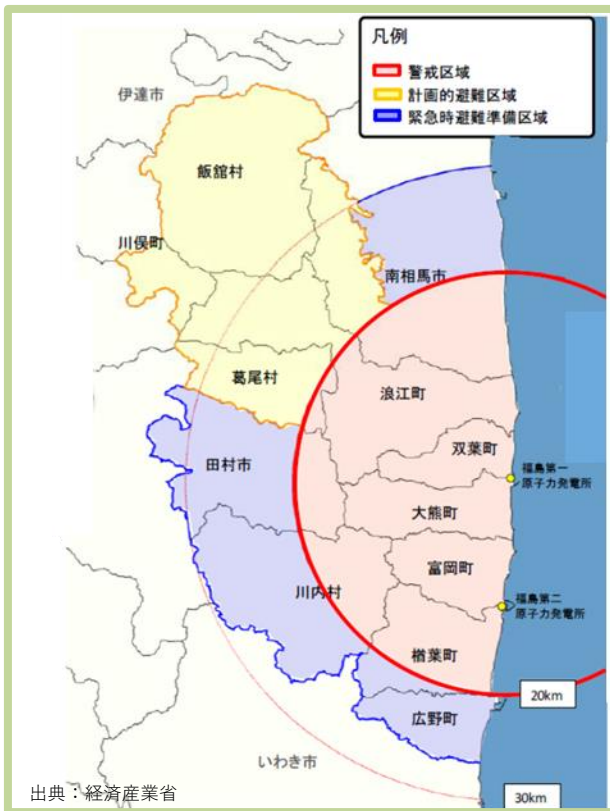 凡例
警戒区域
計画的避難区域
緊急時避難準備区域
伊達市
飯舘村
川俣町
南相馬市
葛尾村
浪江町
双葉町
田村市
福島第一
原子力発電所
大熊町
富岡町
川内村
福島第二
原子力発電所
楢葉町
20km
広野町
いわき市
出典：経済産業省
30km